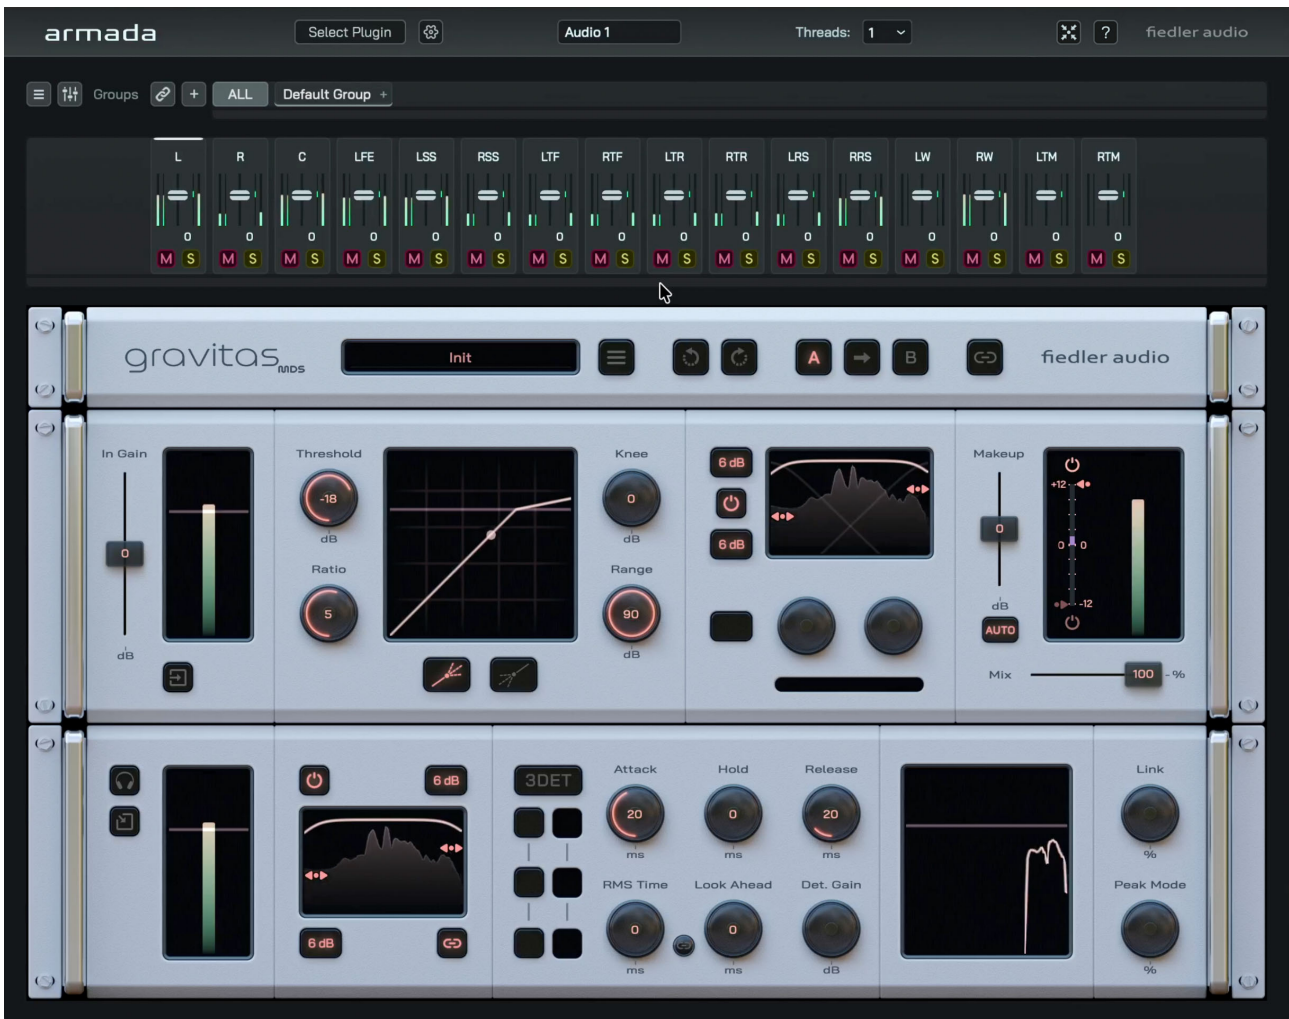 armada Select Plugin Audio 1 Threads: 1 ? fiedler audio
Groups + ALL Default Group +
L R C LFE LSS RSS LTF RTF LTR RTR LRS RRS LW RW LTM RTM
0 0 0 0 0 0 0 0 0 0 0 0 0 0 0 0
M S M S M S M S M S M S M S M S M S M S M S M S M S M S M S M S
gravitas MDS Init A B fiedler audio
In Gain Threshold Knee Makeup
6 dB
-18 0 +12
dB dB
0 6 dB 0 0 0
Ratio Range
5 90 dB -12
AUTO
dB dB
Mix 100 - %
3DET Attack Hold Release Link
6 dB
20 0 20
ms ms ms %
RMS Time Look Ahead Det. Gain Peak Mode
0 0
6 dB
ms ms dB %